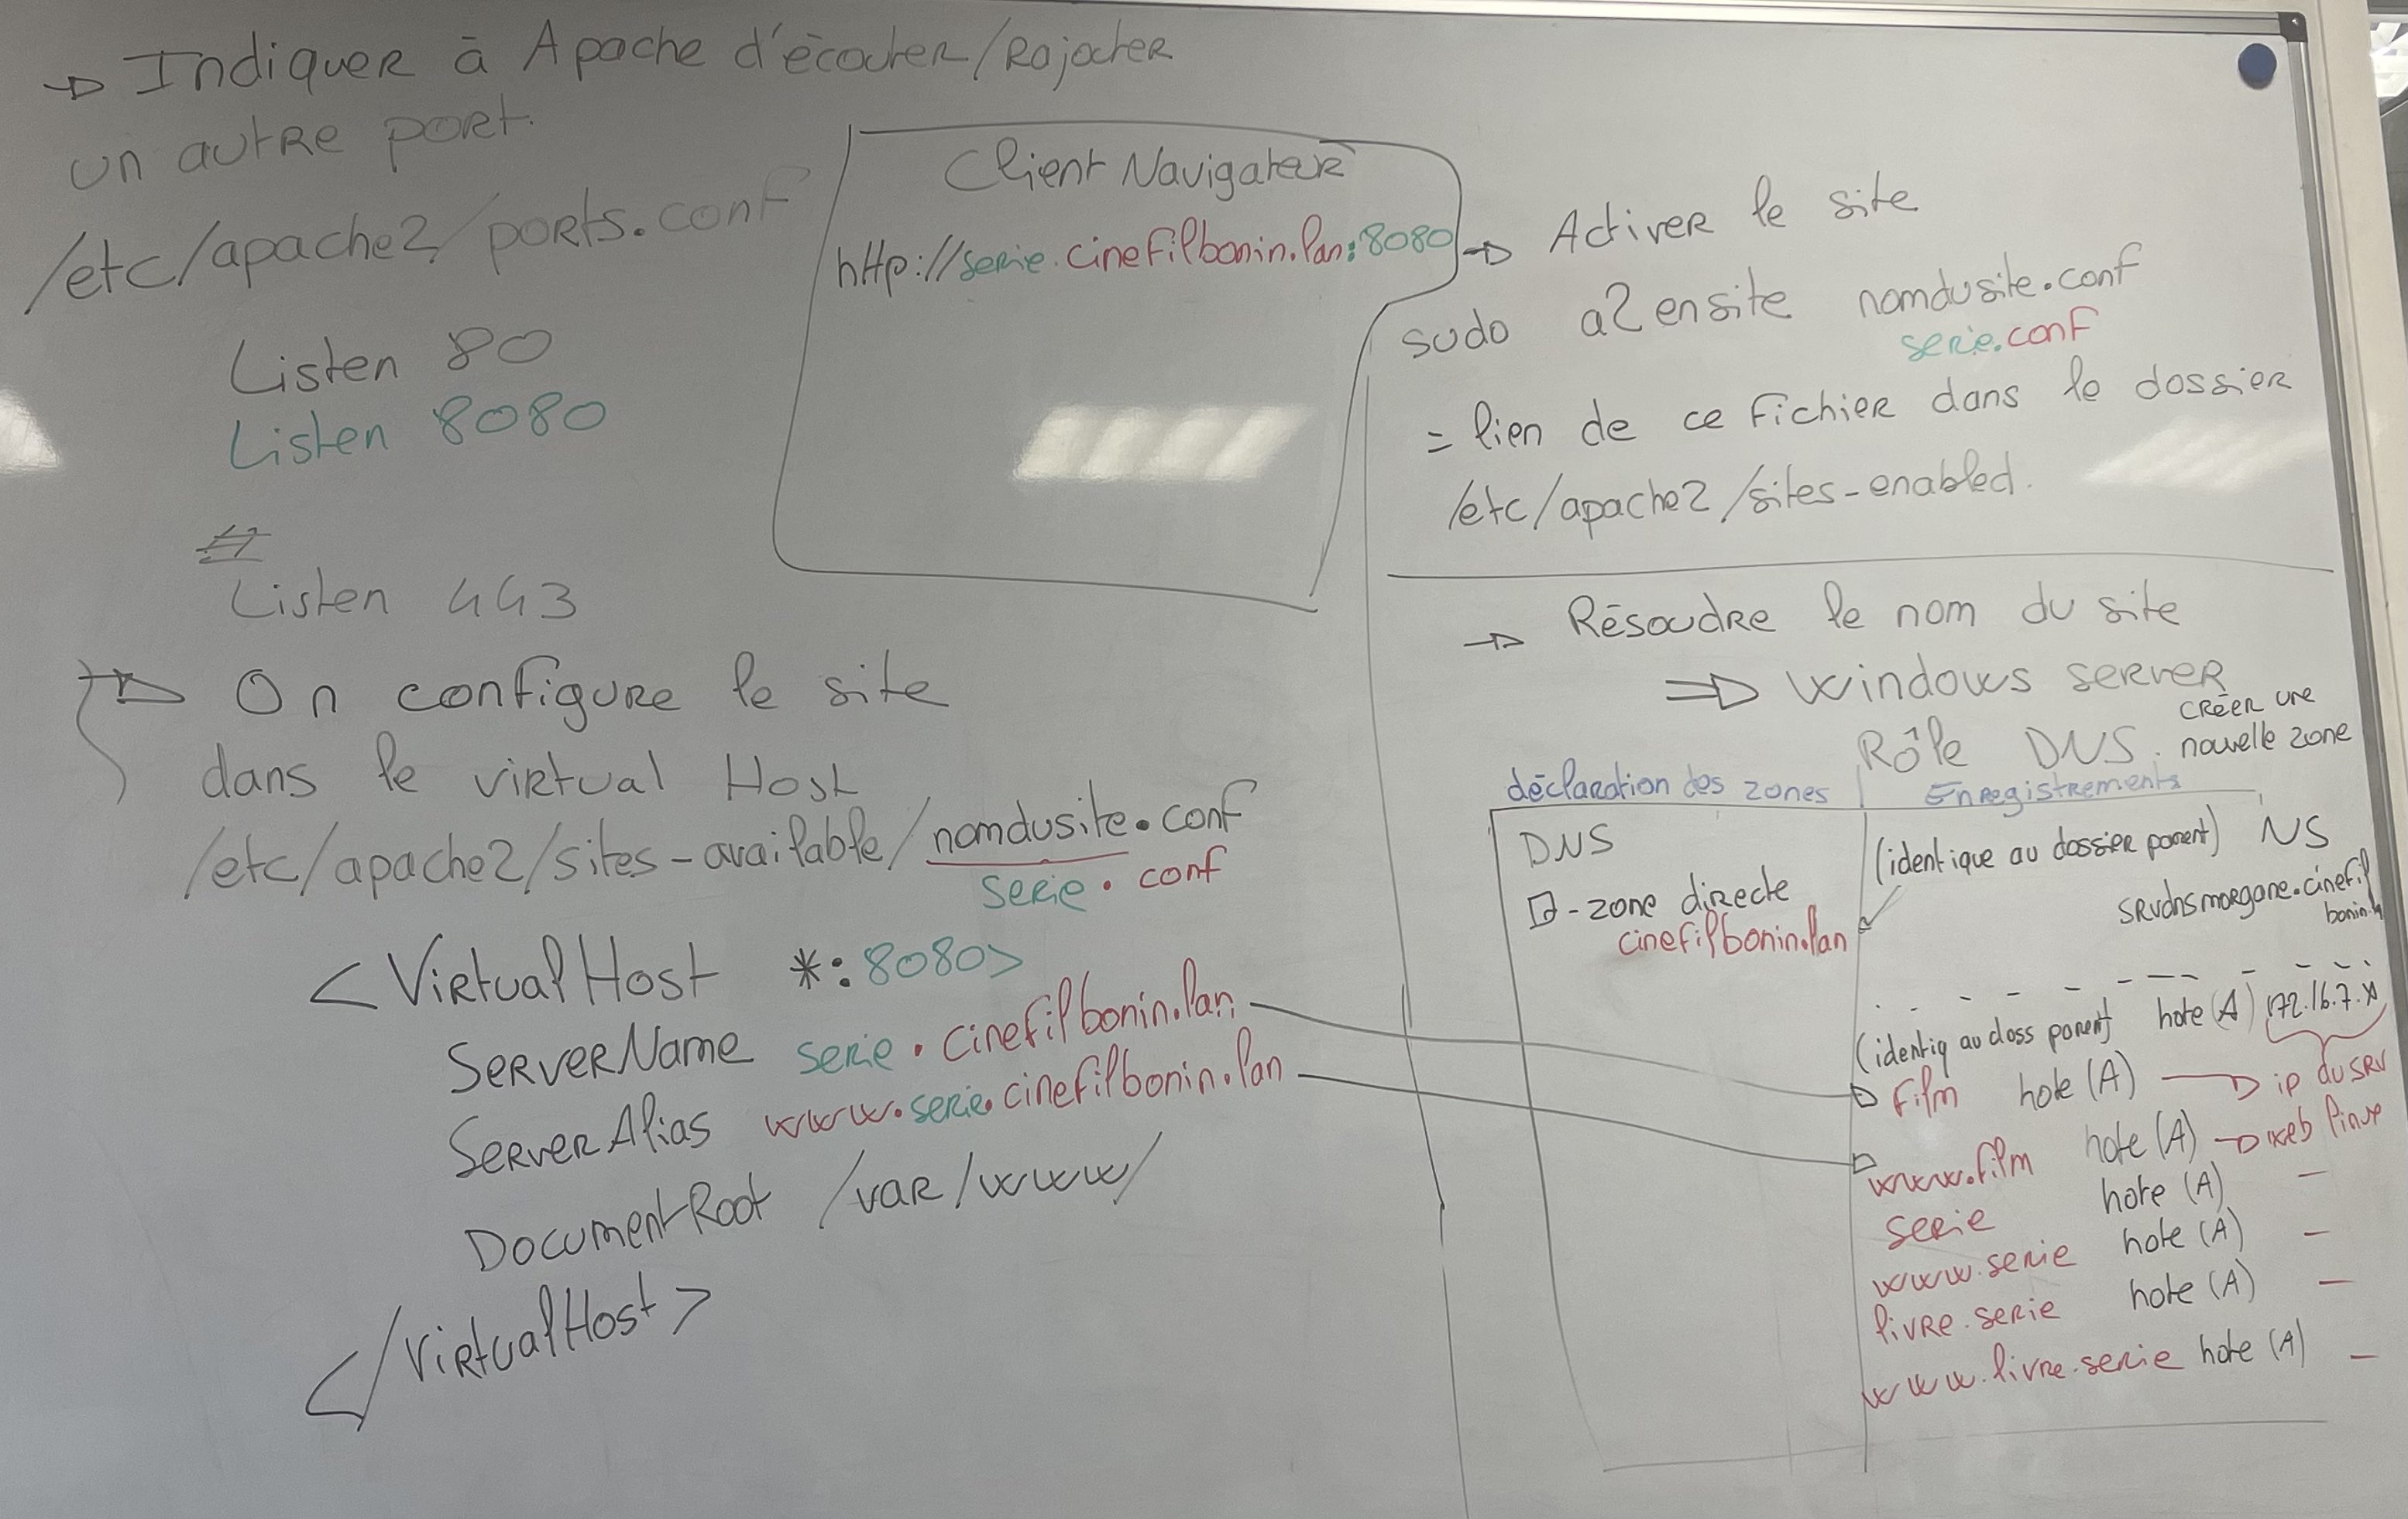 → Indiquer à Apache d'écouter/Rajouter
un autre port.
/etc/apache2/ports.conf
Listen 80
Listen 8080
Listen 443
→ On configure le site
dans le virtual Host
/etc/apache2/sites-available/nomdusite.conf
serie.conf
<VirtualHost *:8080>
ServerName serie.cinefilbonin.lan
ServerAlias www.serie.cinefilbonin.lan
DocumentRoot /var/www/
</VirtualHost>
Client Navigateur
http://serie.cinefilbonin.lan:8080
→ Activer le site
sudo a2ensite nomdusite.conf
serie.conf
= lien de ce fichier dans le dossier
/etc/apache2/sites-enabled.
→ Résoudre le nom du site
⇒ Windows server
Rôle DNS. créer une
nouvelle zone
déclaration des zones
Enregistrements
DNS
- zone directe
cinefilbonin.lan
(identique au dossier parent) NS
srvdnsmorgane.cinefil
bonin.
(identiq au doss parent) hote (A) 172.16.7.x
film hote (A) → ip du srv
www.film hote (A) → web linux
serie hote (A) —
www.serie hote (A) —
livre.serie hote (A) —
www.livre.serie hote (A) —